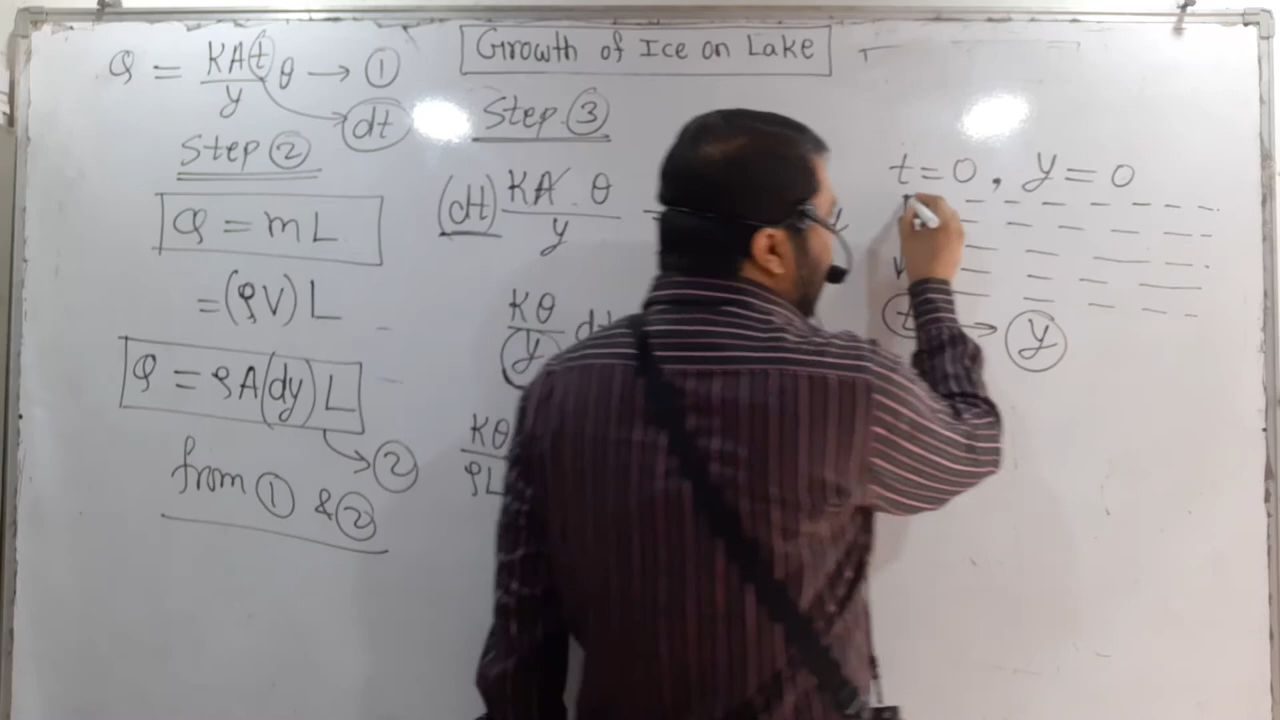 Growth of Ice on Lake
Q = KA(t)/y θ → ①
dt
Step ②
Q = mL
= (ρV) L
Q = ρA(dy) L
②
from ① & ②
Step ③
(dt) KA · θ / y
Kθ/y dt
Kθ/ρL
t = 0 , y = 0
t → y